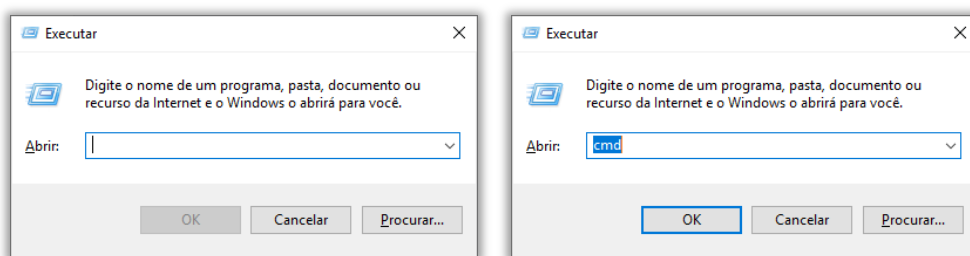 Executar
Digite o nome de um programa, pasta, documento ou
recurso da Internet e o Windows o abrirá para você.
Abrir:
OK Cancelar Procurar...
Executar
Digite o nome de um programa, pasta, documento ou
recurso da Internet e o Windows o abrirá para você.
Abrir: cmd
OK Cancelar Procurar...